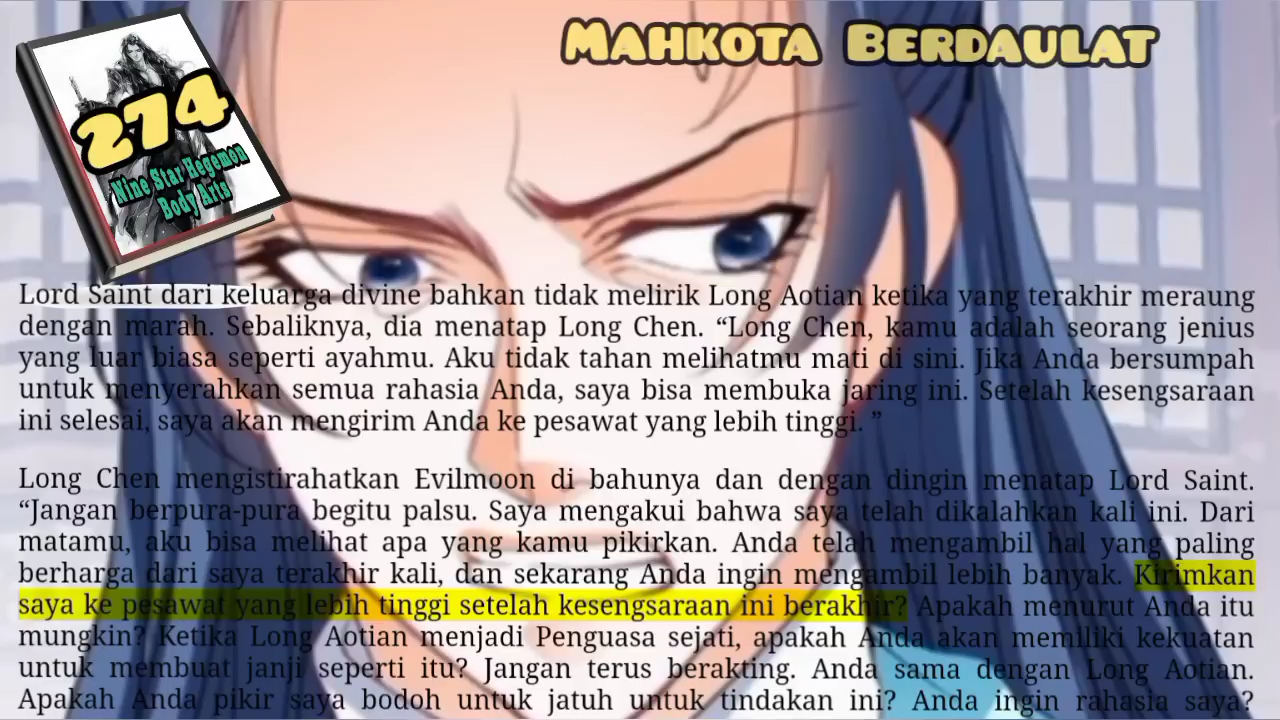 Mahkota Berdaulat
274
Nine Star Hegemon
Body Arts
Lord Saint dari keluarga divine bahkan tidak melirik Long Aotian ketika yang terakhir meraung
dengan marah. Sebaliknya, dia menatap Long Chen. “Long Chen, kamu adalah seorang jenius
yang luar biasa seperti ayahmu. Aku tidak tahan melihatmu mati di sini. Jika Anda bersumpah
untuk menyerahkan semua rahasia Anda, saya bisa membuka jaring ini. Setelah kesengsaraan
ini selesai, saya akan mengirim Anda ke pesawat yang lebih tinggi. ”
Long Chen mengistirahatkan Evilmoon di bahunya dan dengan dingin menatap Lord Saint.
“Jangan berpura-pura begitu palsu. Saya mengakui bahwa saya telah dikalahkan kali ini. Dari
matamu, aku bisa melihat apa yang kamu pikirkan. Anda telah mengambil hal yang paling
berharga dari saya terakhir kali, dan sekarang Anda ingin mengambil lebih banyak. Kirimkan
saya ke pesawat yang lebih tinggi setelah kesengsaraan ini berakhir? Apakah menurut Anda itu
mungkin? Ketika Long Aotian menjadi Penguasa sejati, apakah Anda akan memiliki kekuatan
untuk membuat janji seperti itu? Jangan terus berakting. Anda sama dengan Long Aotian.
Apakah Anda pikir saya bodoh untuk jatuh untuk tindakan ini? Anda ingin rahasia saya?